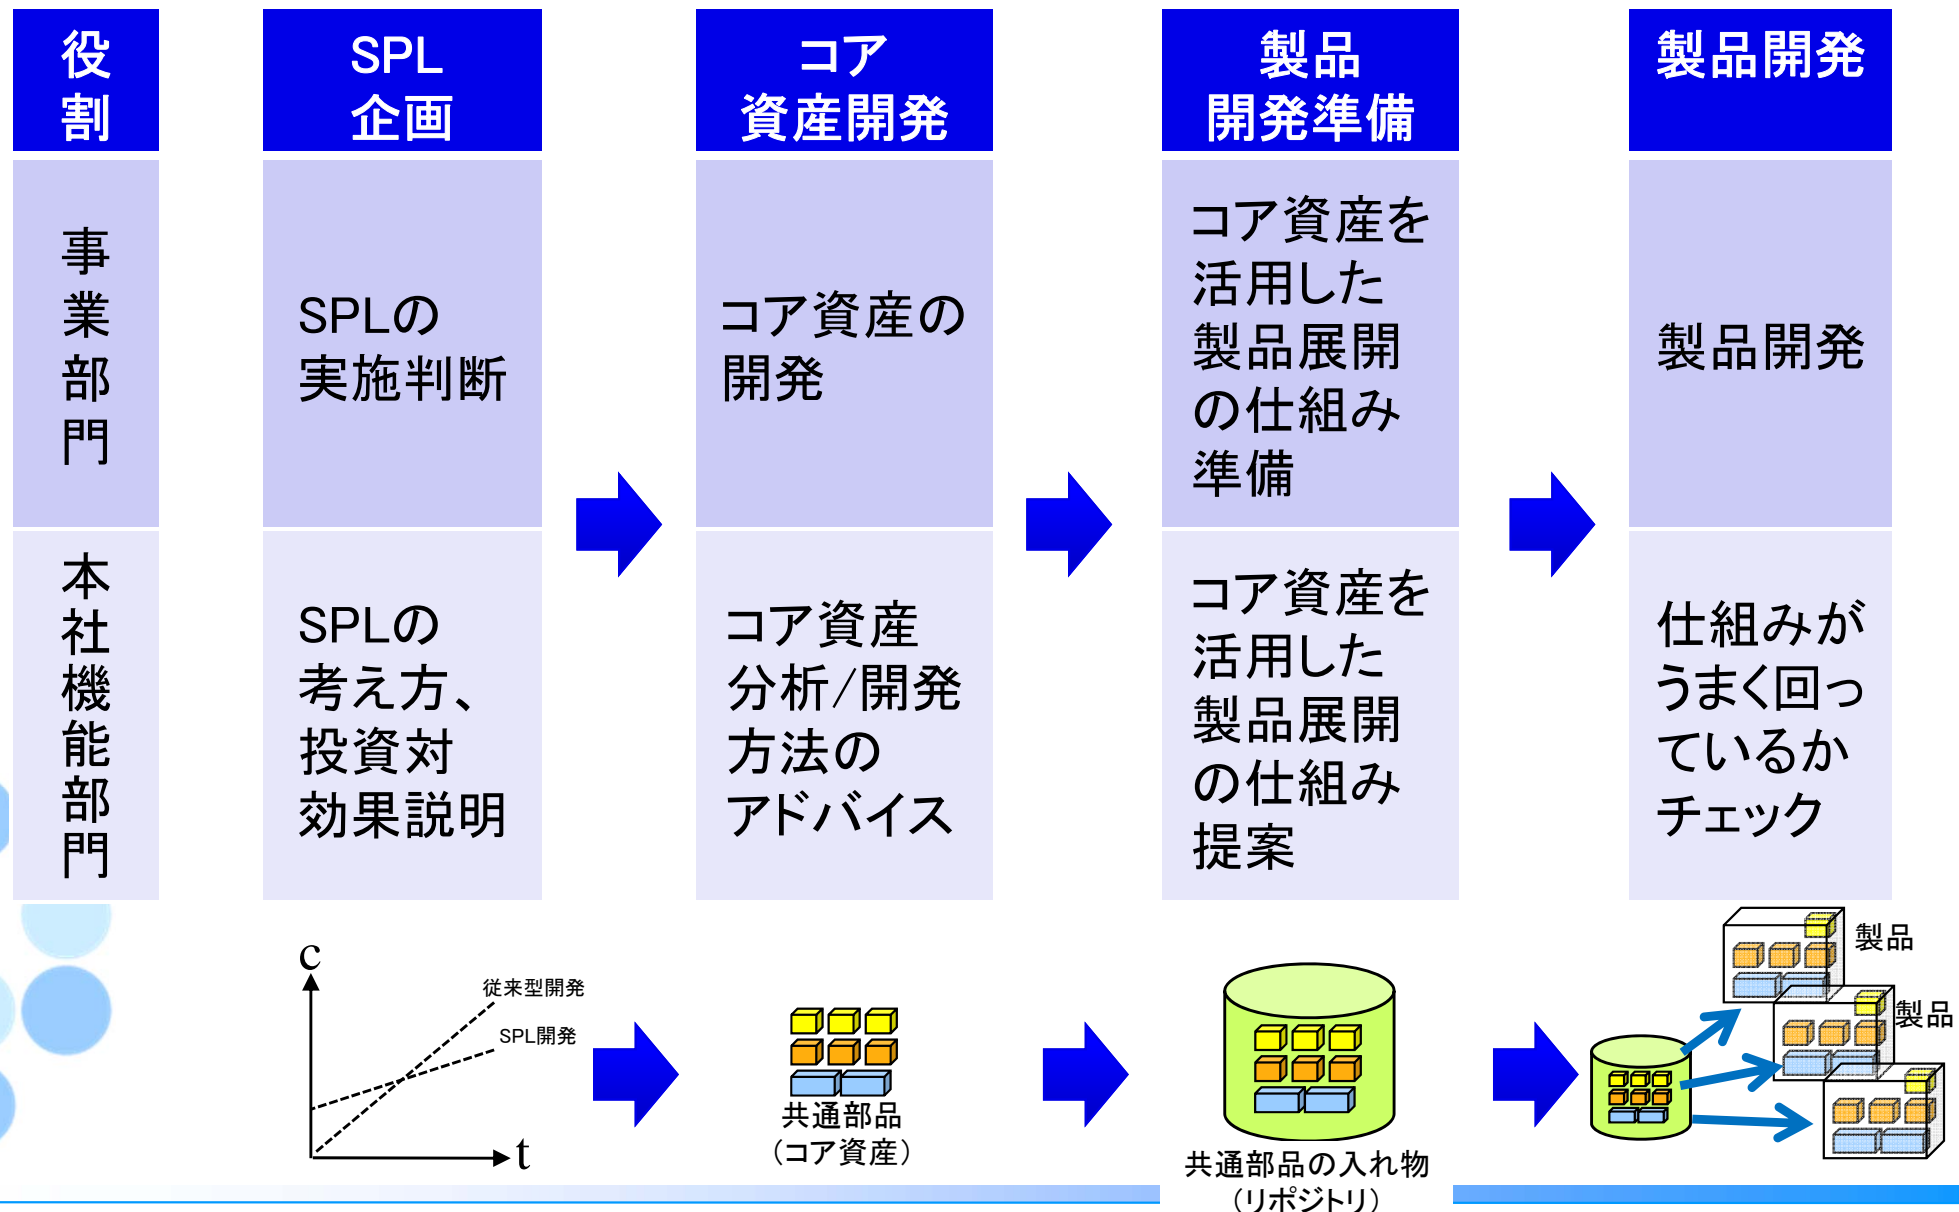 役
割
SPL
企画
コア
資産開発
製品
開発準備
製品開発
事
業
部
門
SPLの
実施判断
コア資産の
開発
コア資産を
活用した
製品展開
の仕組み
準備
製品開発
本
社
機
能
部
門
SPLの
考え方、
投資対
効果説明
コア資産
分析/開発
方法の
アドバイス
コア資産を
活用した
製品展開
の仕組み
提案
仕組みが
うまく回っ
ているか
チェック
c
従来型開発
SPL開発
t
共通部品
（コア資産）
共通部品の入れ物
（リポジトリ）
製品
製品